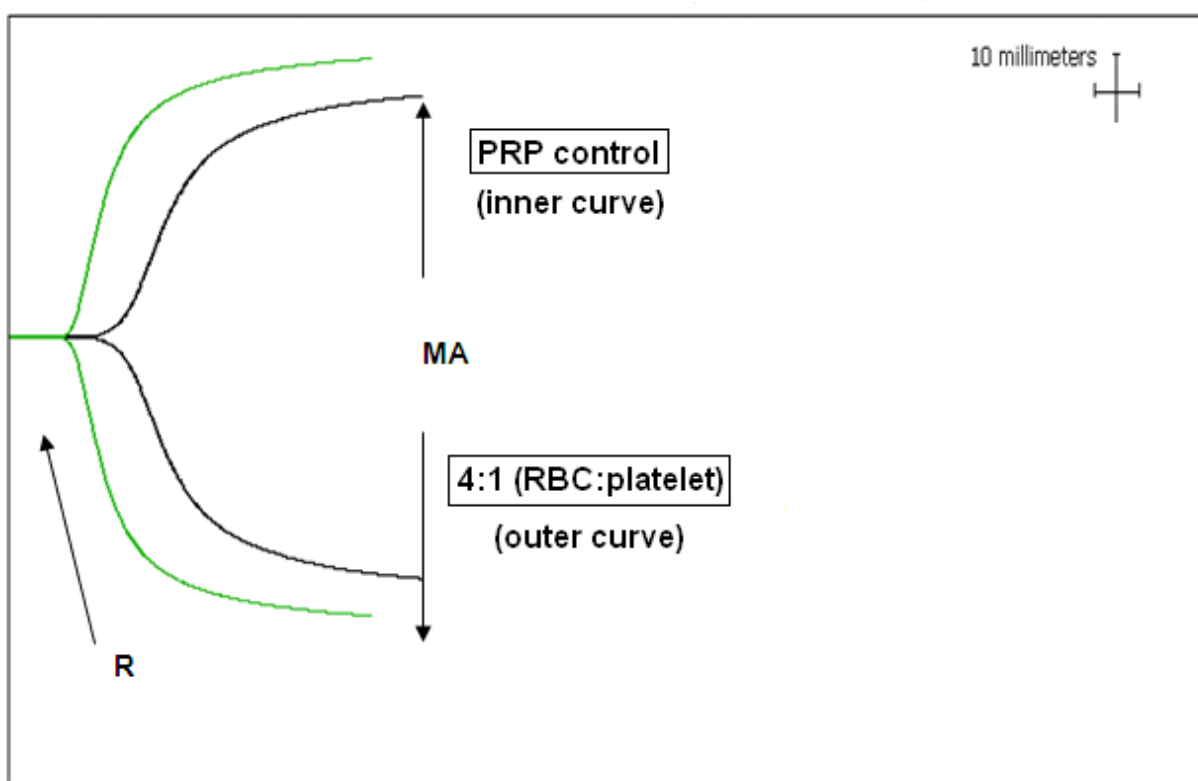 10 millimeters
PRP control
(inner curve)
MA
4:1 (RBC:platelet)
(outer curve)
R